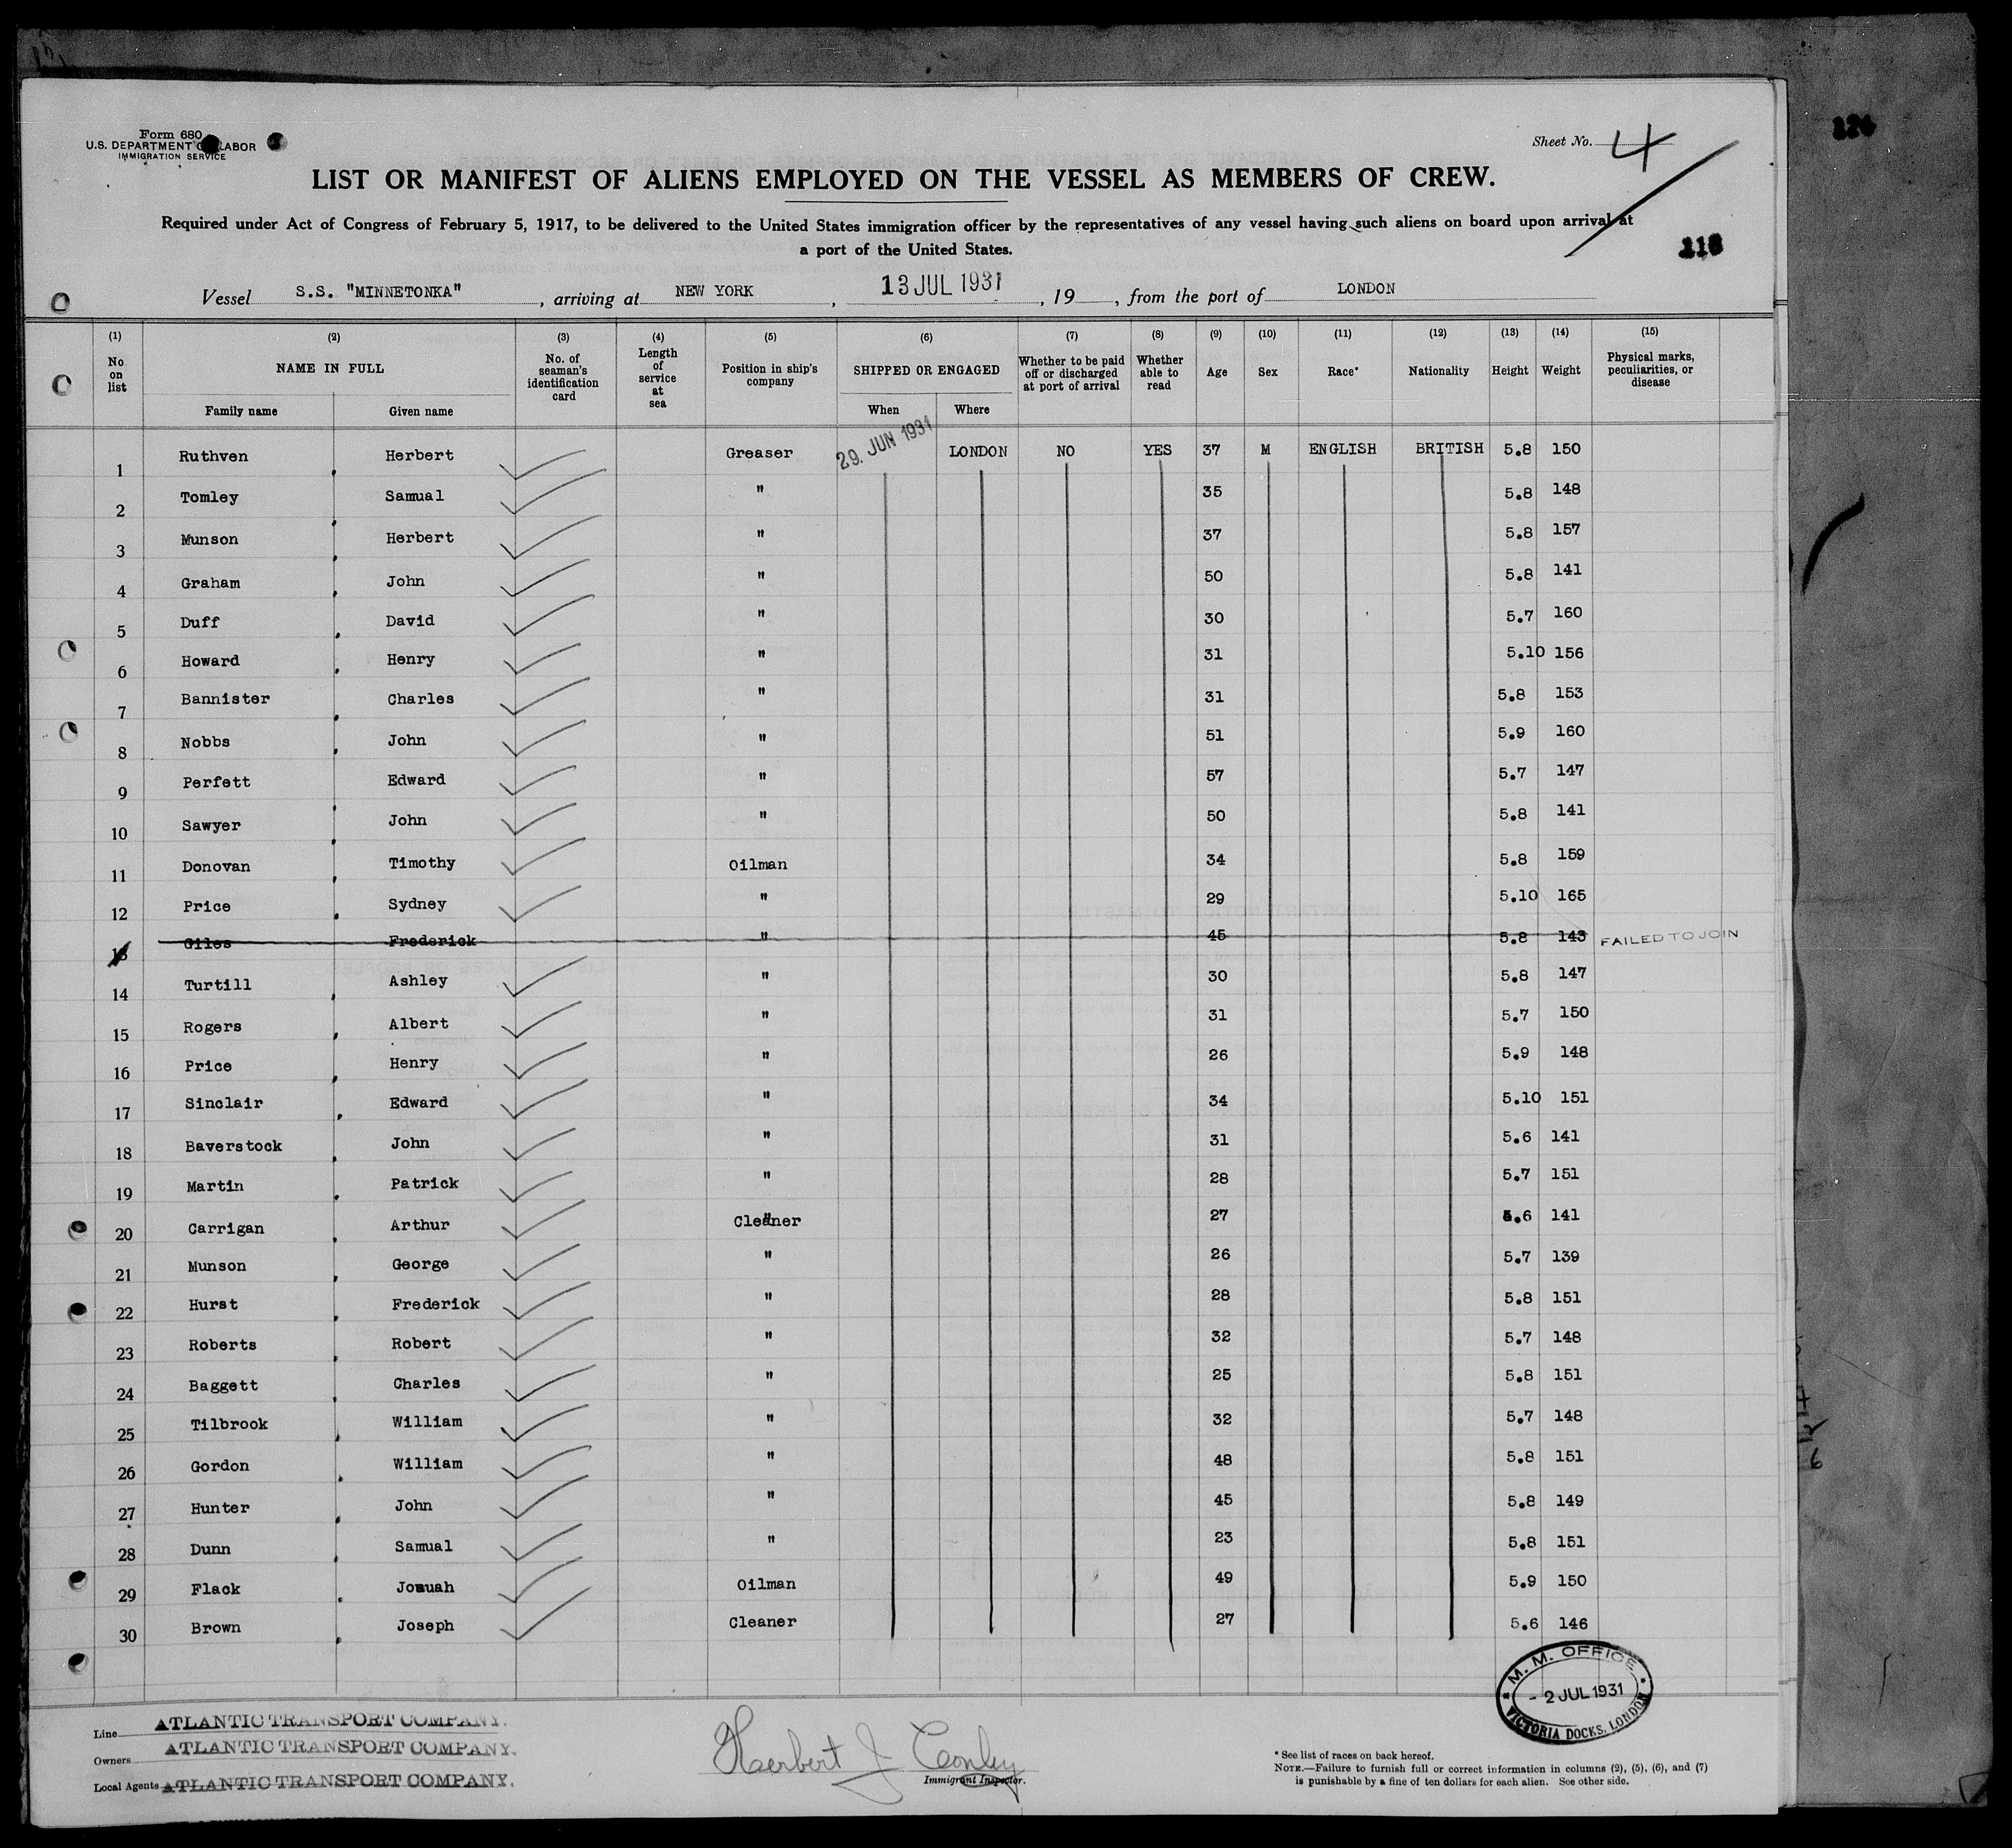 Form 680
U.S. DEPARTMENT OF LABOR
IMMIGRATION SERVICE
Sheet No. 4
LIST OR MANIFEST OF ALIENS EMPLOYED ON THE VESSEL AS MEMBERS OF CREW.
Required under Act of Congress of February 5, 1917, to be delivered to the United States immigration officer by the representatives of any vessel having such aliens on board upon arrival at
a port of the United States.
118
Vessel S.S. "MINNETONKA", arriving at NEW YORK, 13 JUL 1931, 19, from the port of LONDON
(1) (2) (3) (4) (5) (6) (7) (8) (9) (10) (11) (12) (13) (14) (15)
No. on list
NAME IN FULL
Family name Given name
No. of seaman's identification card
Length of service at sea
Position in ship's company
SHIPPED OR ENGAGED
When Where
Whether to be paid off or discharged at port of arrival
Whether able to read
Age
Sex
Race*
Nationality
Height
Weight
Physical marks, peculiarities, or disease
1 Ruthven, Herbert Greaser 29. JUN 1931 LONDON NO YES 37 M ENGLISH BRITISH 5.8 150
2 Tomley, Samual " 35 5.8 148
3 Munson, Herbert " 37 5.8 157
4 Graham, John " 50 5.8 141
5 Duff, David " 30 5.7 160
6 Howard, Henry " 31 5.10 156
7 Bannister, Charles " 31 5.8 153
8 Nobbs, John " 51 5.9 160
9 Perfett, Edward " 57 5.7 147
10 Sawyer, John " 50 5.8 141
11 Donovan, Timothy Oilman 34 5.8 159
12 Price, Sydney " 29 5.10 165
13 Giles Frederick " 45 5.8 143 FAILED TO JOIN
14 Turtill, Ashley " 30 5.8 147
15 Rogers, Albert " 31 5.7 150
16 Price, Henry " 26 5.9 148
17 Sinclair, Edward " 34 5.10 151
18 Baverstock, John " 31 5.6 141
19 Martin, Patrick " 28 5.7 151
20 Carrigan, Arthur Cleaner 27 5.6 141
21 Munson, George " 26 5.7 139
22 Hurst, Frederick " 28 5.8 151
23 Roberts, Robert " 32 5.7 148
24 Baggett, Charles " 25 5.8 151
25 Tilbrook, William " 32 5.7 148
26 Gordon, William " 48 5.8 151
27 Hunter, John " 45 5.8 149
28 Dunn, Samual " 23 5.8 151
29 Flack, Josuah Oilman 49 5.9 150
30 Brown, Joseph Cleaner 27 5.6 146
M. M. OFFICE
- 2 JUL 1931
VICTORIA DOCKS, LONDON
Line ATLANTIC TRANSPORT COMPANY.
Owners ATLANTIC TRANSPORT COMPANY.
Local Agents ATLANTIC TRANSPORT COMPANY.
Herbert J Conley
Immigrant Inspector.
* See list of races on back hereof.
NOTE.—Failure to furnish full or correct information in columns (2), (5), (6), and (7)
is punishable by a fine of ten dollars for each alien. See other side.